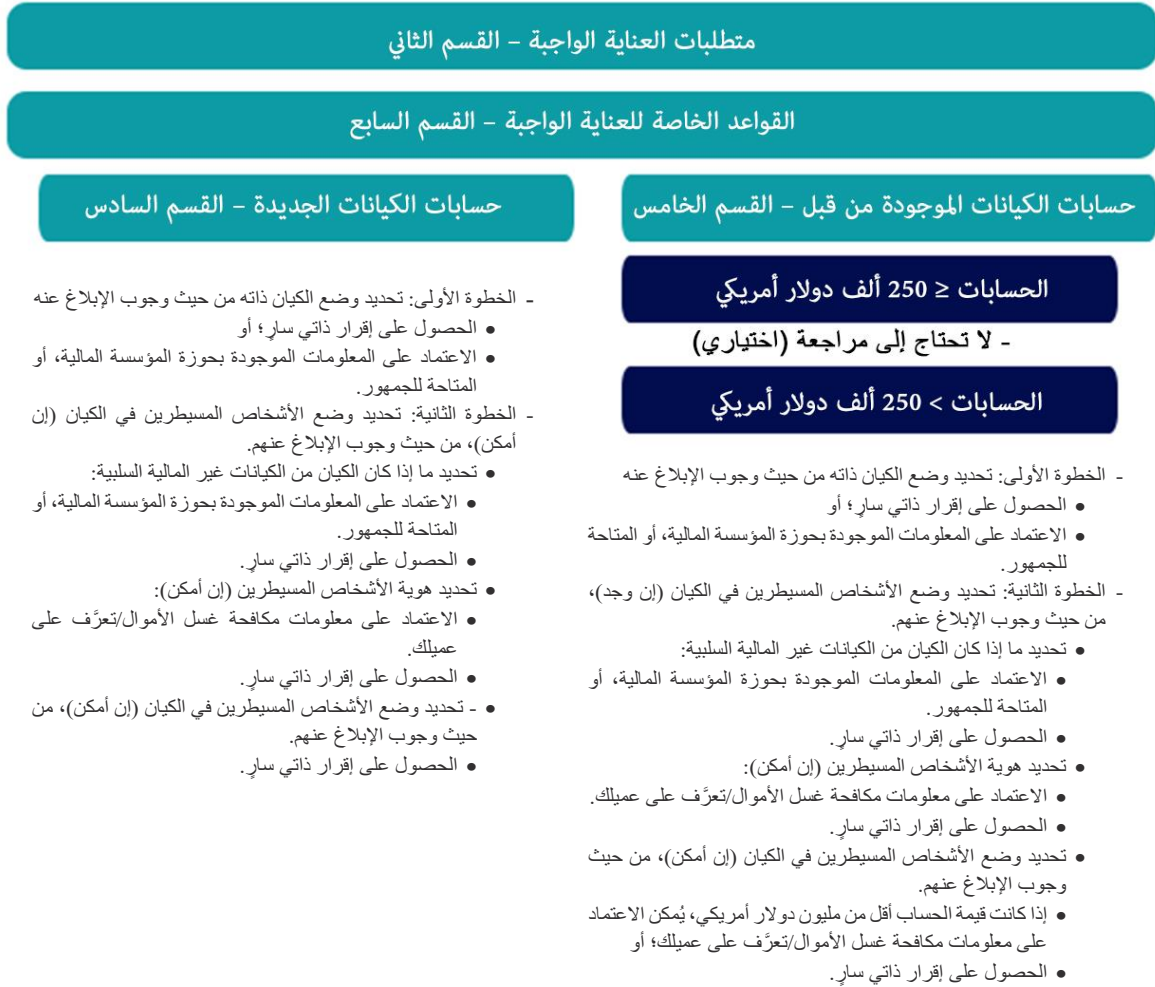 متطلبات العناية الواجبة – القسم الثاني
القواعد الخاصة للعناية الواجبة – القسم السابع
حسابات الكيانات الموجودة من قبل – القسم الخامس
الحسابات ≤ 250 ألف دولار أمريكي
- لا تحتاج إلى مراجعة (اختياري)
الحسابات > 250 ألف دولار أمريكي
- الخطوة الأولى: تحديد وضع الكيان ذاته من حيث وجوب الإبلاغ عنه
• الحصول على إقرار ذاتي سارٍ؛ أو
• الاعتماد على المعلومات الموجودة بحوزة المؤسسة المالية، أو المتاحة
للجمهور.
- الخطوة الثانية: تحديد وضع الأشخاص المسيطرين في الكيان (إن وجد)،
من حيث وجوب الإبلاغ عنهم.
• تحديد ما إذا كان الكيان من الكيانات غير المالية السلبية:
• الاعتماد على المعلومات الموجودة بحوزة المؤسسة المالية، أو
المتاحة للجمهور.
• الحصول على إقرار ذاتي سارٍ.
• تحديد هوية الأشخاص المسيطرين (إن أمكن):
• الاعتماد على معلومات مكافحة غسل الأموال/تعرَّف على عميلك.
• الحصول على إقرار ذاتي سارٍ.
• تحديد وضع الأشخاص المسيطرين في الكيان (إن أمكن)، من حيث
وجوب الإبلاغ عنهم.
• إذا كانت قيمة الحساب أقل من مليون دولار أمريكي، يُمكن الاعتماد
على معلومات مكافحة غسل الأموال/تعرَّف على عميلك؛ أو
• الحصول على إقرار ذاتي سارٍ.
حسابات الكيانات الجديدة – القسم السادس
- الخطوة الأولى: تحديد وضع الكيان ذاته من حيث وجوب الإبلاغ عنه
• الحصول على إقرار ذاتي سارٍ؛ أو
• الاعتماد على المعلومات الموجودة بحوزة المؤسسة المالية، أو
المتاحة للجمهور.
- الخطوة الثانية: تحديد وضع الأشخاص المسيطرين في الكيان (إن
أمكن)، من حيث وجوب الإبلاغ عنهم.
• تحديد ما إذا كان الكيان من الكيانات غير المالية السلبية:
• الاعتماد على المعلومات الموجودة بحوزة المؤسسة المالية، أو
المتاحة للجمهور.
• الحصول على إقرار ذاتي سارٍ.
• تحديد هوية الأشخاص المسيطرين (إن أمكن):
• الاعتماد على معلومات مكافحة غسل الأموال/تعرَّف على
عميلك.
• الحصول على إقرار ذاتي سارٍ.
• - تحديد وضع الأشخاص المسيطرين في الكيان (إن أمكن)، من
حيث وجوب الإبلاغ عنهم.
• الحصول على إقرار ذاتي سارٍ.